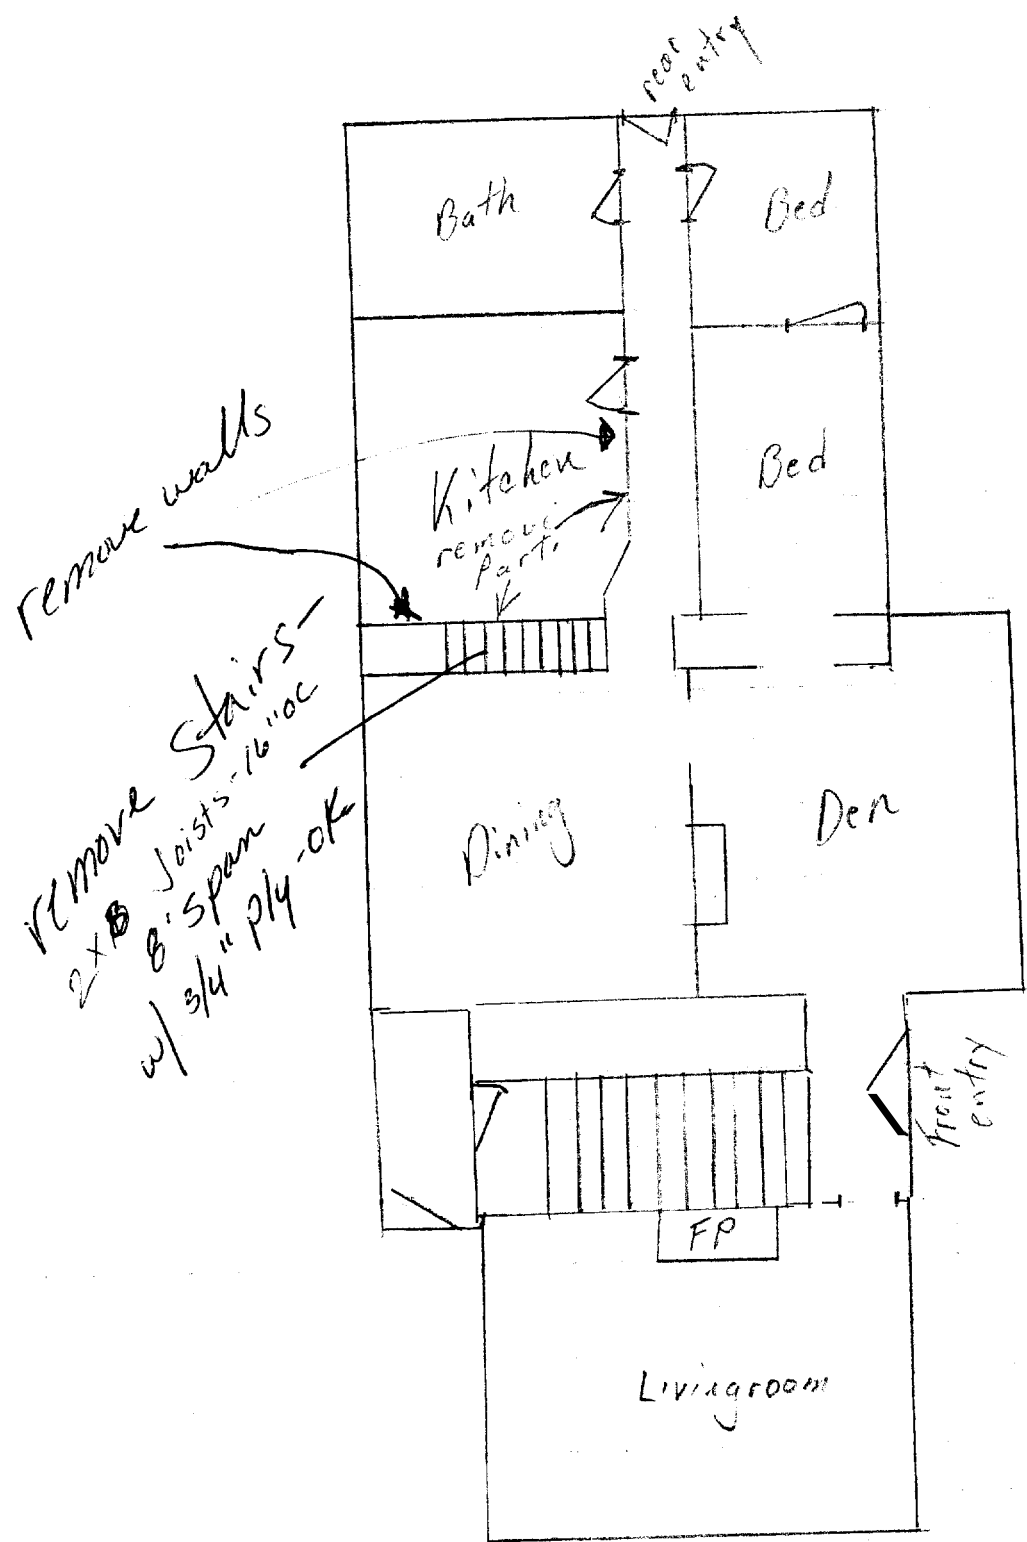 rear
entry
Bath
Bed
remove walls
Kitchen
remove
part.
Bed
remove stairs -
2x8 Joists - 16" oc
8' span
w/ 3/4" ply - OK
Dining
Den
Front
entry
FP
Livingroom